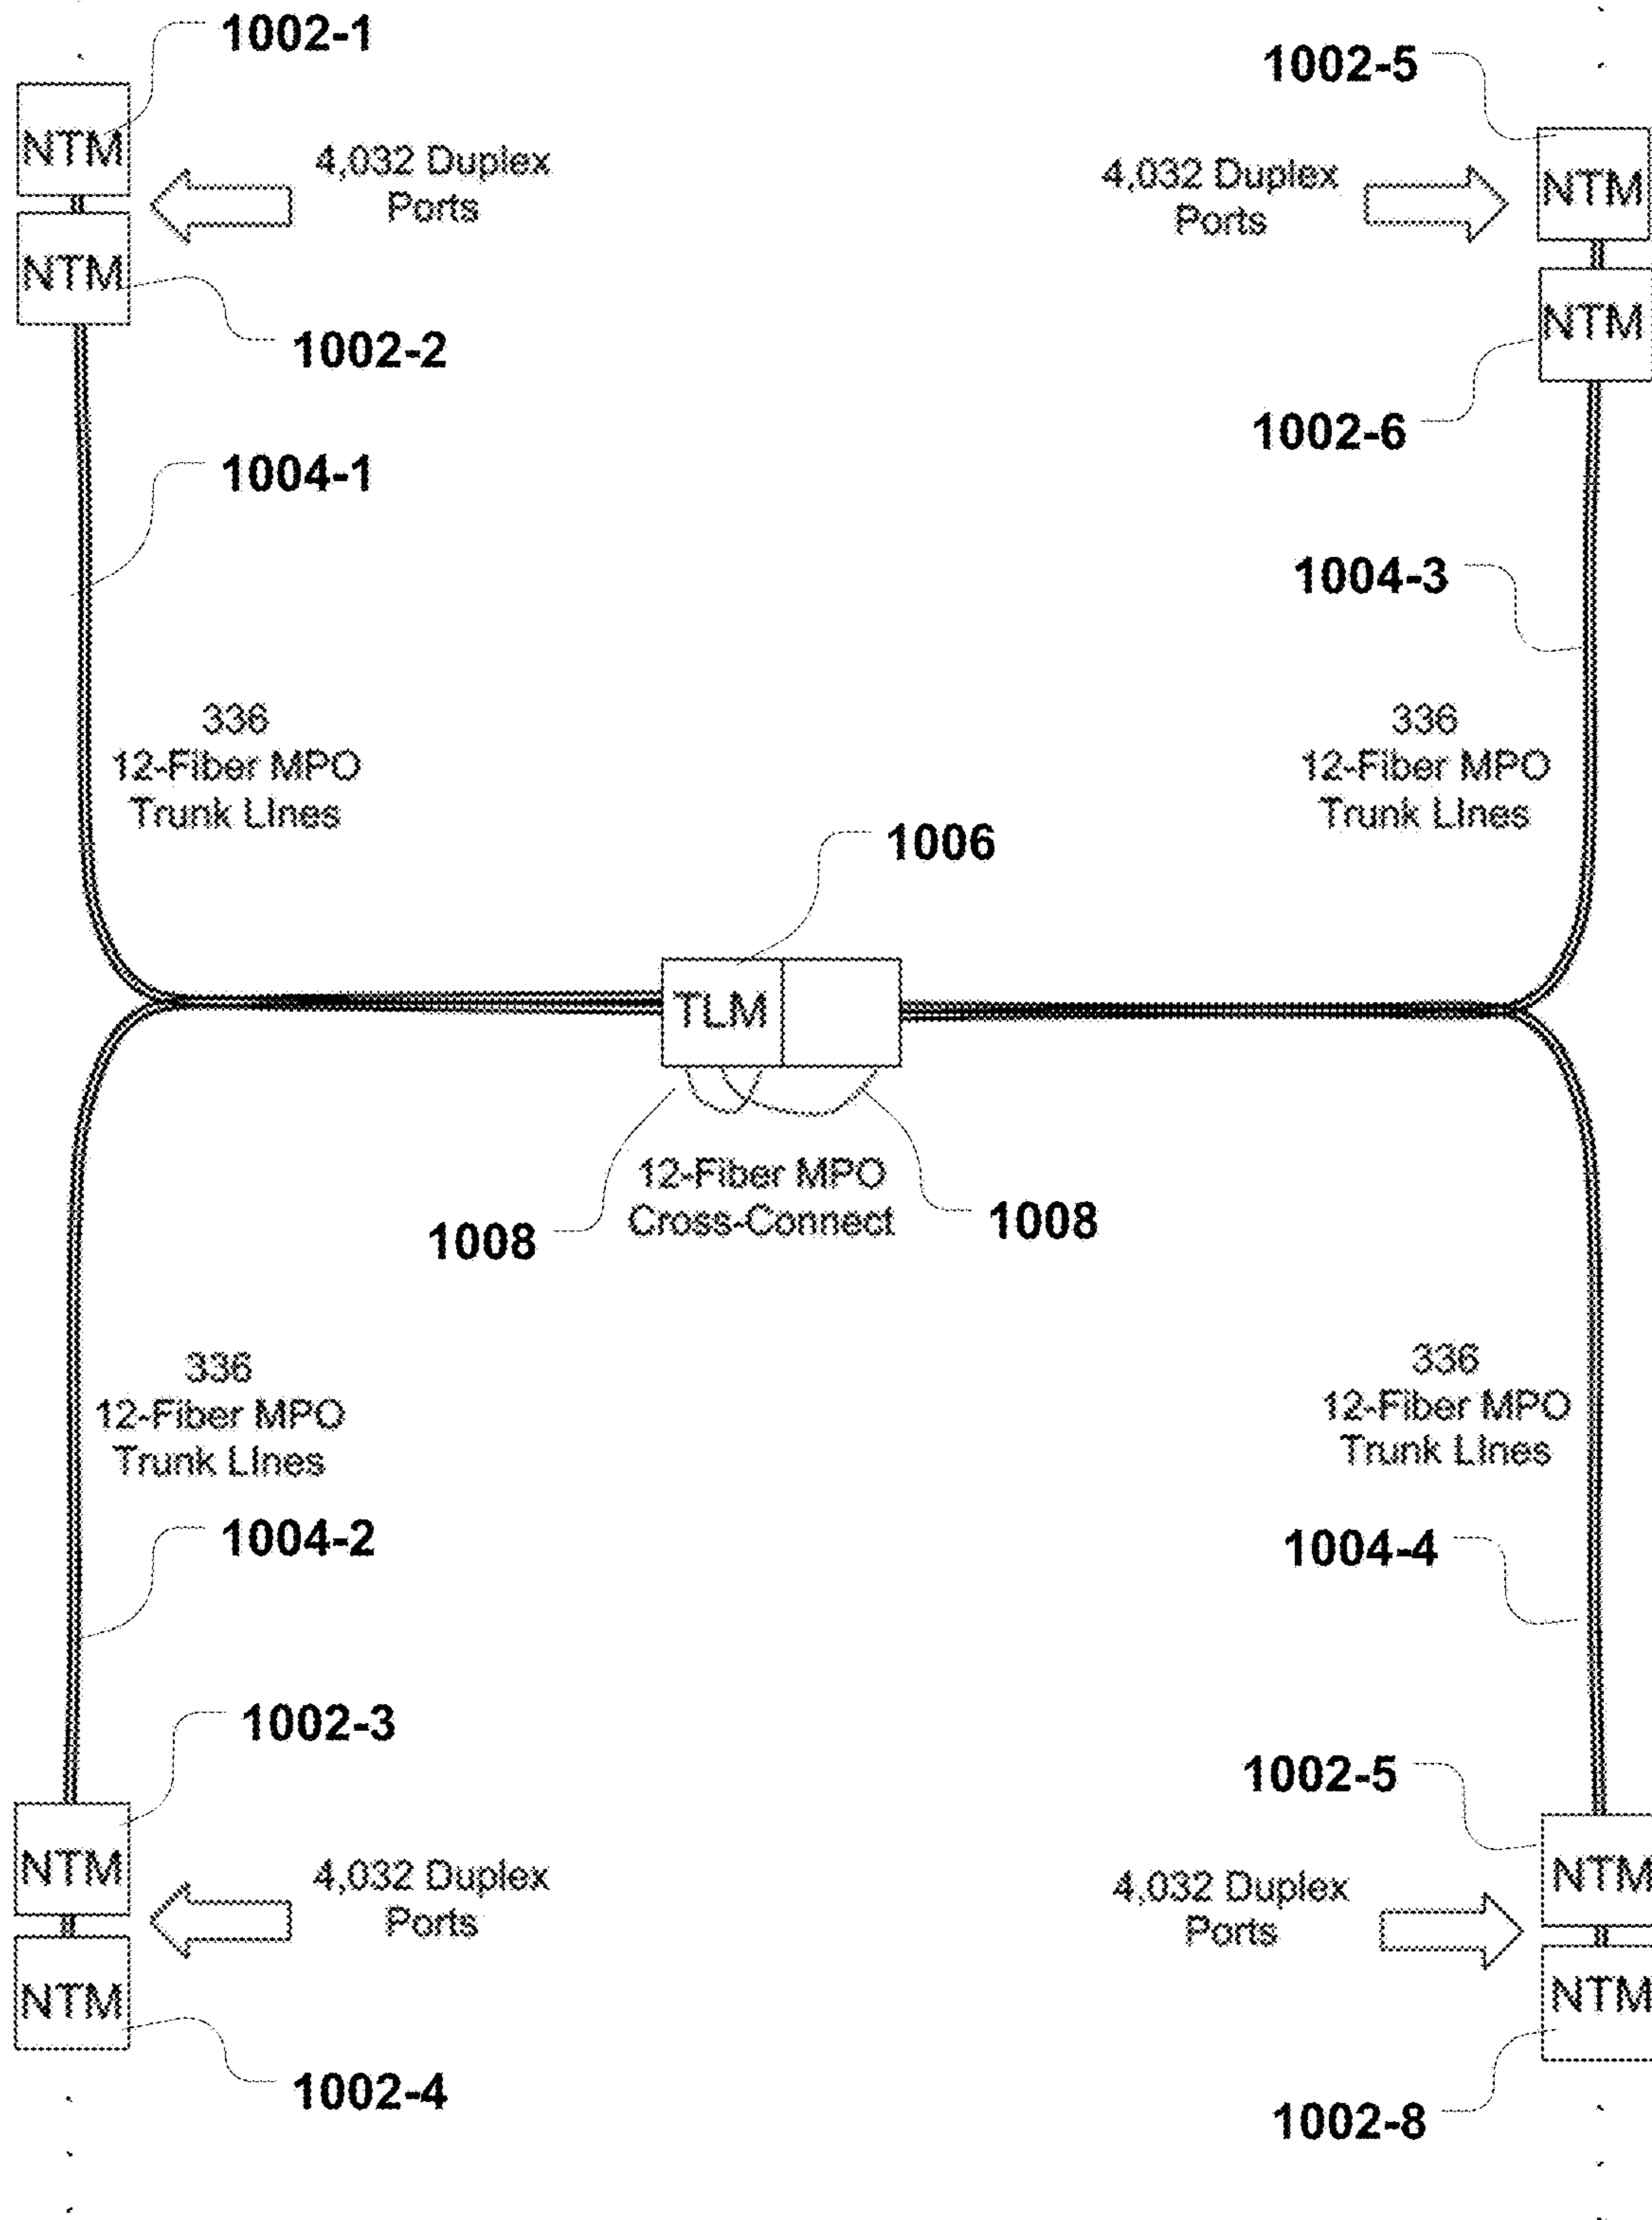 1002-1
1002-5
NTM
4,032 Duplex
Ports
4,032 Duplex
Ports
NTM
NTM
NTM
1002-2
1002-6
1004-1
1004-3
336
12-Fiber MPO
Trunk LInes
336
12-Fiber MPO
Trunk LInes
1006
TLM
12-Fiber MPO
Cross-Connect
1008
1008
336
12-Fiber MPO
Trunk LInes
336
12-Fiber MPO
Trunk LInes
1004-2
1004-4
1002-3
1002-5
NTM
4,032 Duplex
Ports
4,032 Duplex
Ports
NTM
NTM
NTM
1002-4
1002-8